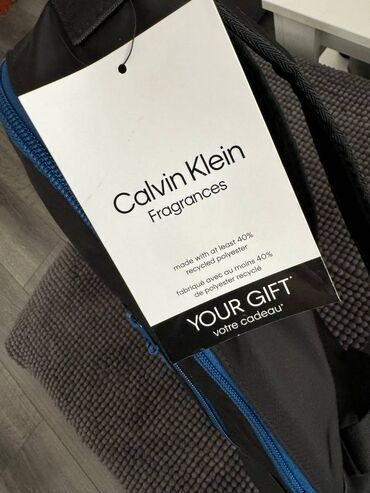 Calvin Klein
Fragrances
made with at least 40%
recycled polyester
fabriqué avec au moins 40%
de polyester recyclé
YOUR GIFT*
votre cadeau*